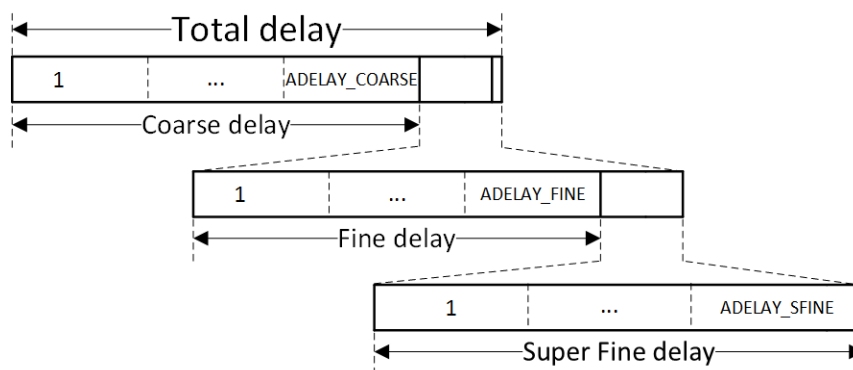 Total delay
1 ... ADELAY_COARSE
Coarse delay
1 ... ADELAY_FINE
Fine delay
1 ... ADELAY_SFINE
Super Fine delay